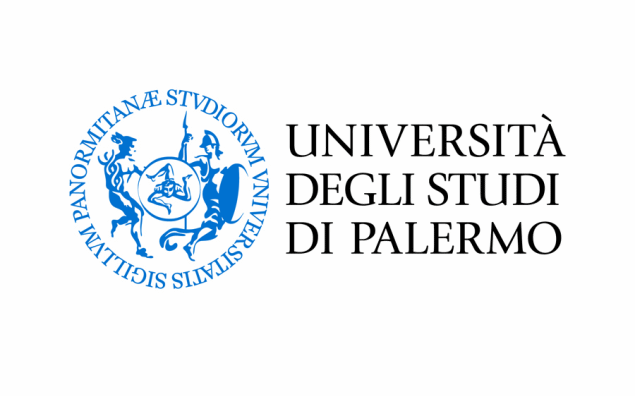 SIGILLVM PANORMITANÆ STVDIORVM VNIVERSITATIS
UNIVERSITÀ
DEGLI STUDI
DI PALERMO